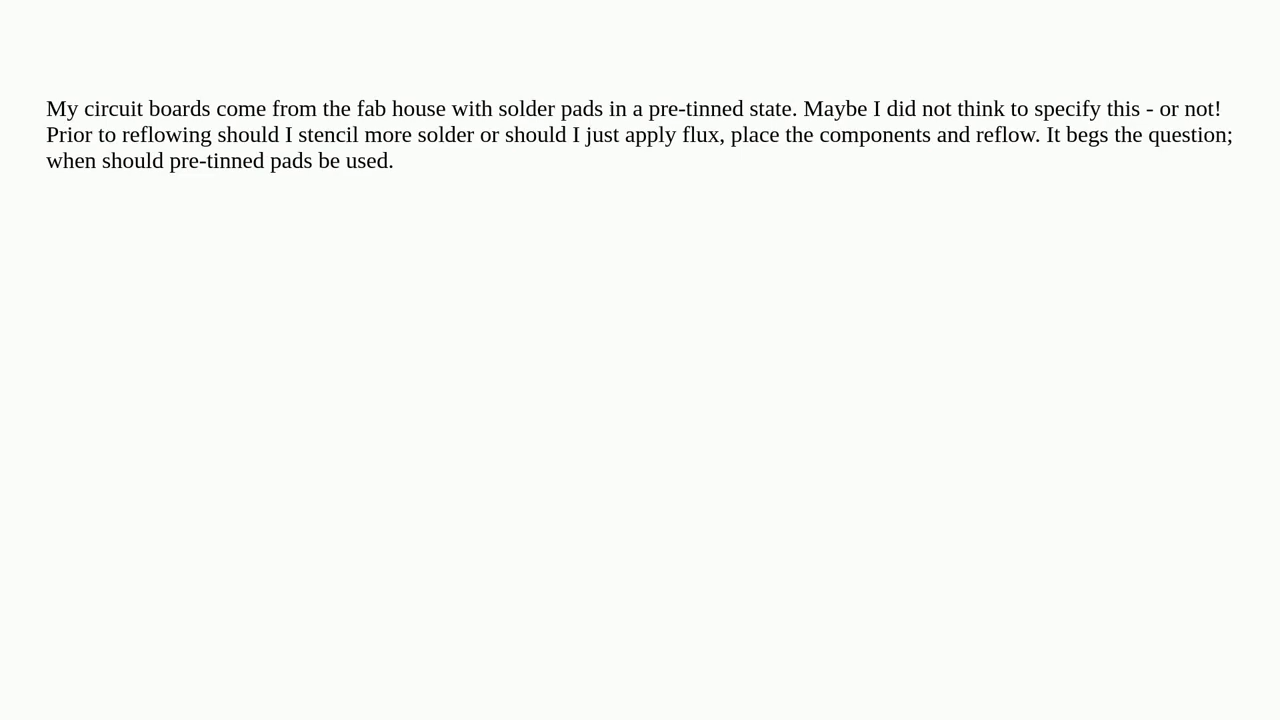 My circuit boards come from the fab house with solder pads in a pre-tinned state. Maybe I did not think to specify this - or not!
Prior to reflowing should I stencil more solder or should I just apply flux, place the components and reflow. It begs the question;
when should pre-tinned pads be used.